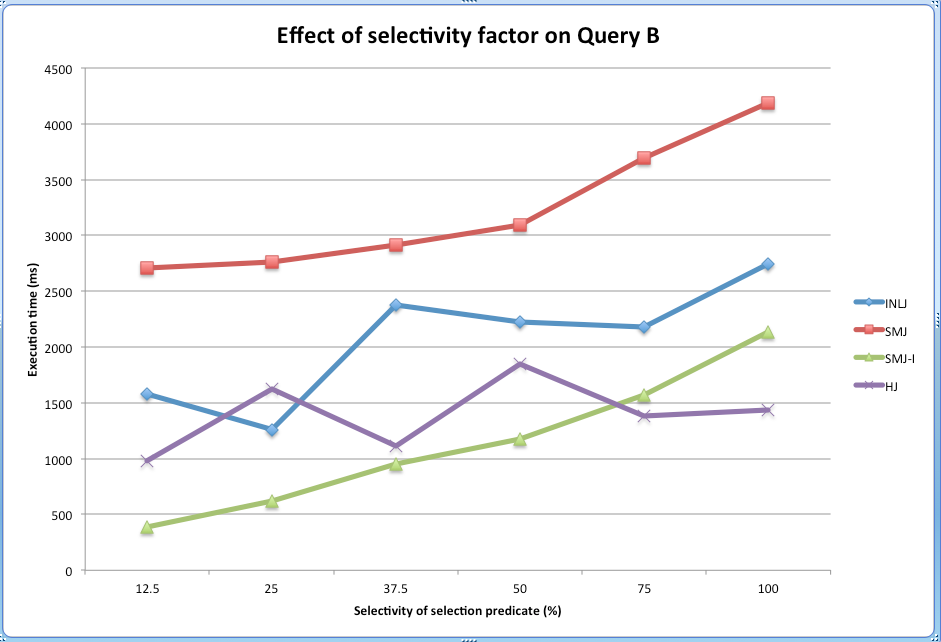 Effect of selectivity factor on Query B
4500
4000
3500
3000
2500
2000
1500
1000
500
0
Execution time (ms)
12.5 25 37.5 50 75 100
Selectivity of selection predicate (%)
INLJ
SMJ
SMJ-I
HJ